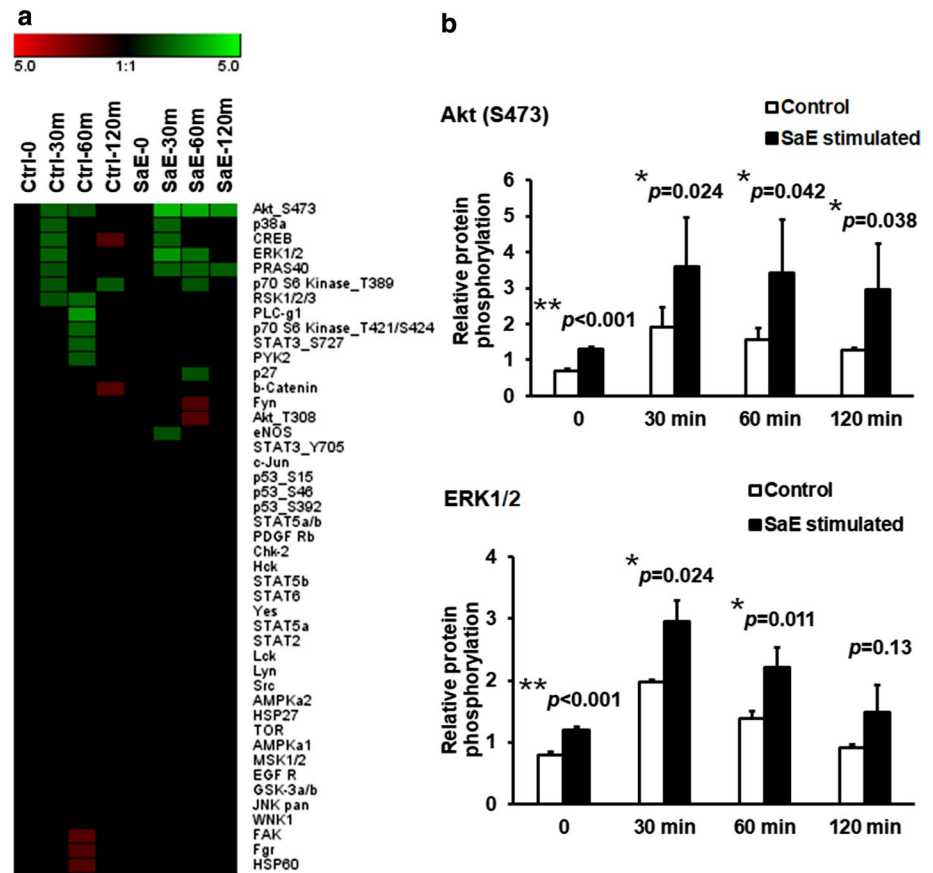 a
5.0 1:1 5.0
Ctrl-0
Ctrl-30m
Ctrl-60m
Ctrl-120m
SaE-0
SaE-30m
SaE-60m
SaE-120m
Akt_S473
p38a
CREB
ERK1/2
PRAS40
p70 S6 Kinase_T389
RSK1/2/3
PLC-g1
p70 S6 Kinase_T421/S424
STAT3_S727
PYK2
p27
b-Catenin
Fyn
Akt_T308
eNOS
STAT3_Y705
c-Jun
p53_S15
p53_S46
p53_S392
STAT5a/b
PDGF Rb
Chk-2
Hck
STAT5b
STAT6
Yes
STAT5a
STAT2
Lck
Lyn
Src
AMPKa2
HSP27
TOR
AMPKa1
MSK1/2
EGF R
GSK-3a/b
JNK pan
WNK1
FAK
Fgr
HSP60
b
Akt (S473)
Control
SaE stimulated
Relative protein
phosphorylation
6
5
4
3
2
1
0
** p<0.001
* p=0.024
* p=0.042
* p=0.038
0 30 min 60 min 120 min
ERK1/2
Control
SaE stimulated
Relative protein
phosphorylation
4
3
2
1
0
** p<0.001
* p=0.024
* p=0.011
p=0.13
0 30 min 60 min 120 min